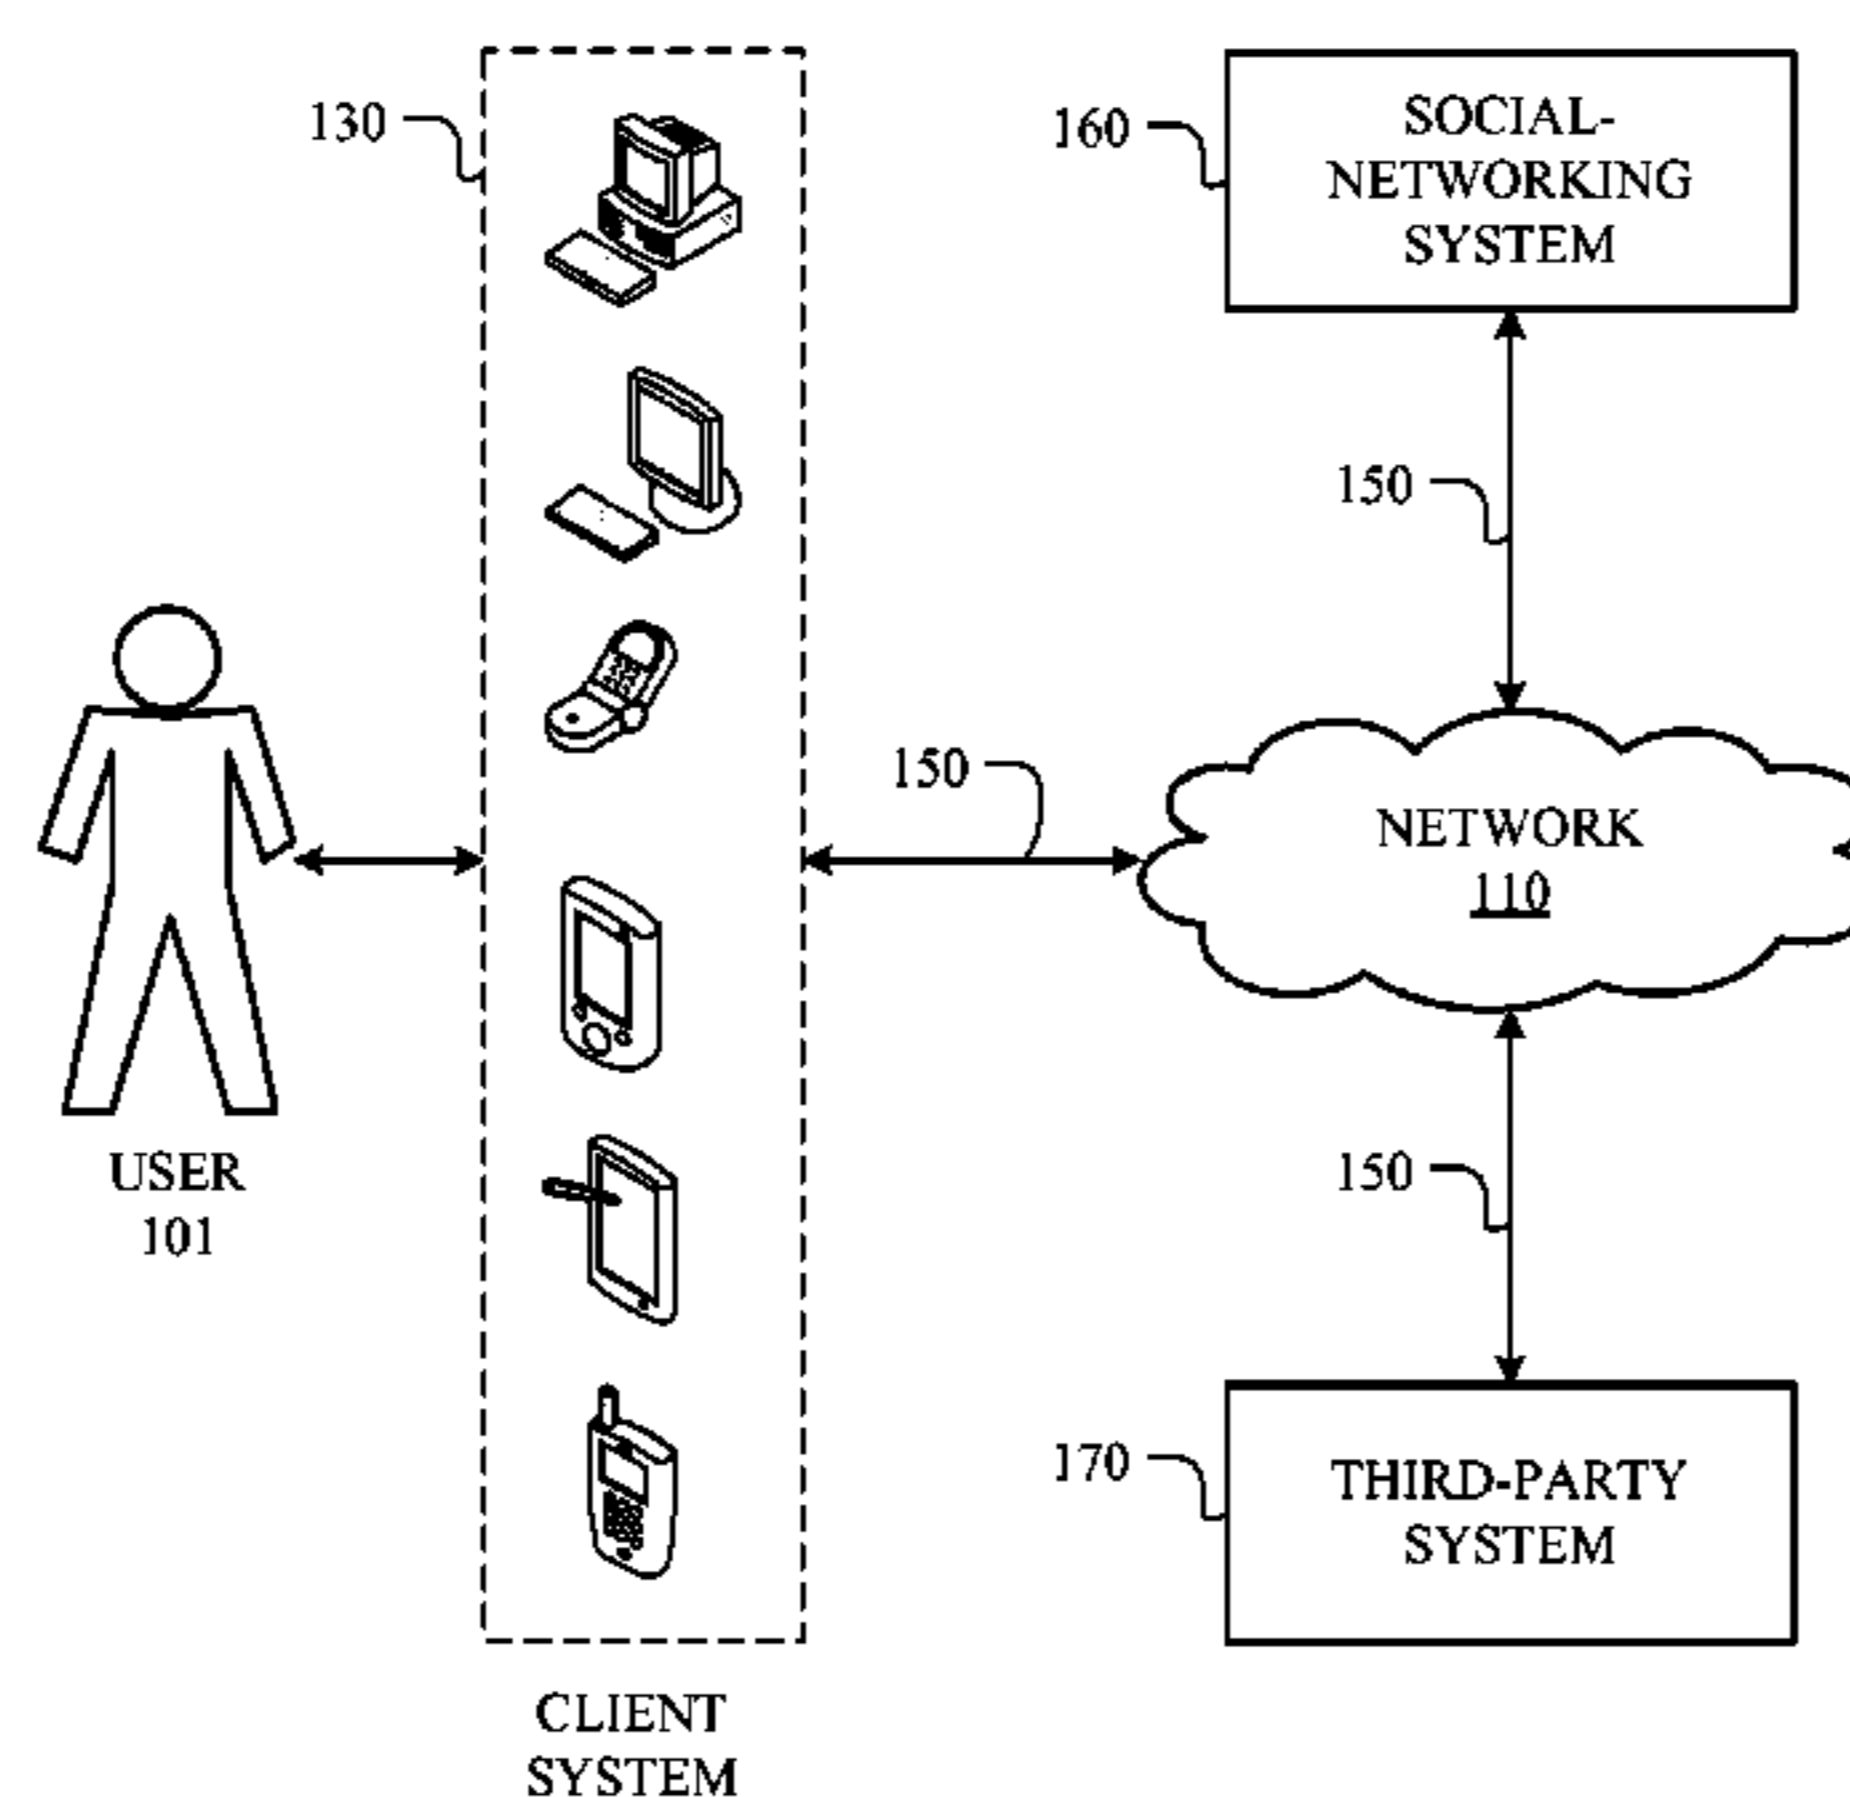 130
160
SOCIAL-
NETWORKING
SYSTEM
150
150
NETWORK
110
USER
101
150
170
THIRD-PARTY
SYSTEM
CLIENT
SYSTEM